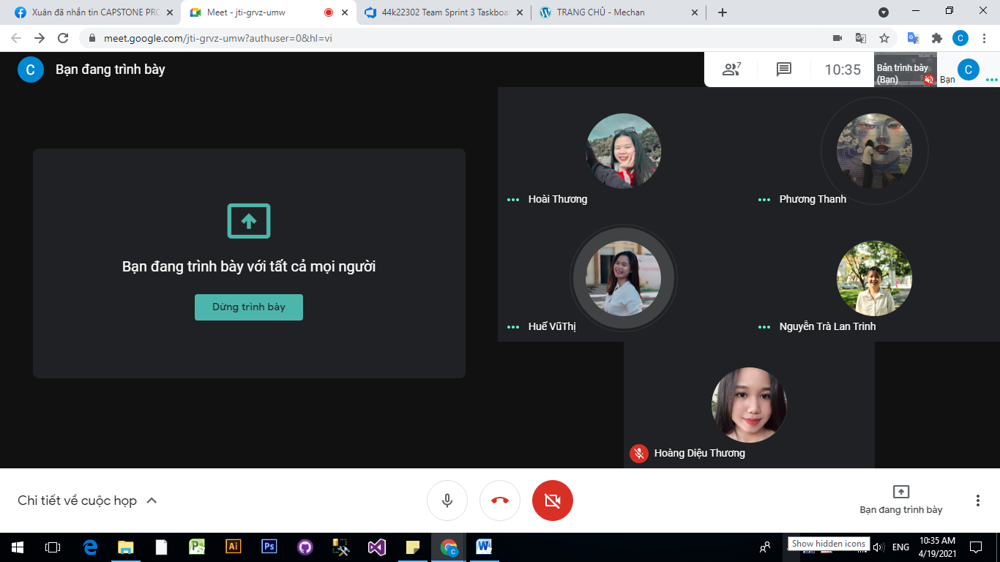 Xuân đã nhắn tin CAPSTONE PRO
Meet - jti-grvz-umw
44k22302 Team Sprint 3 Taskboa
TRANG CHỦ - Mechan
meet.google.com/jti-grvz-umw?authuser=0&hl=vi
C
C
Bạn đang trình bày
7
10:35
Bản trình bày
(Bạn)
Bạn
C
Hoài Thương
Phương Thanh
Bạn đang trình bày với tất cả mọi người
Dừng trình bày
Huế VũThị
Nguyễn Trà Lan Trinh
Hoàng Diệu Thương
Chi tiết về cuộc họp
Bạn đang trình bày
Ai
Ps
C
W
Show hidden icons
ENG
10:35 AM
4/19/2021